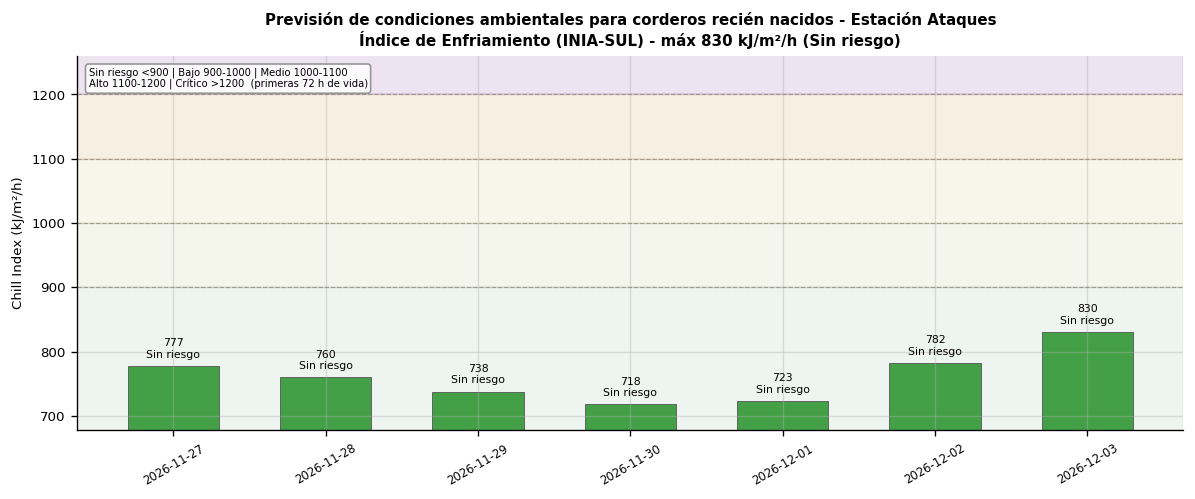 Previsión de condiciones ambientales para corderos recién nacidos - Estación Ataques
Índice de Enfriamiento (INIA-SUL) - máx 830 kJ/m²/h (Sin riesgo)
Sin riesgo <900 | Bajo 900-1000 | Medio 1000-1100
Alto 1100-1200 | Crítico >1200  (primeras 72 h de vida)
Chill Index (kJ/m²/h)
1200
1100
1000
900
800
700
777
Sin riesgo
760
Sin riesgo
738
Sin riesgo
718
Sin riesgo
723
Sin riesgo
782
Sin riesgo
830
Sin riesgo
2026-11-27
2026-11-28
2026-11-29
2026-11-30
2026-12-01
2026-12-02
2026-12-03